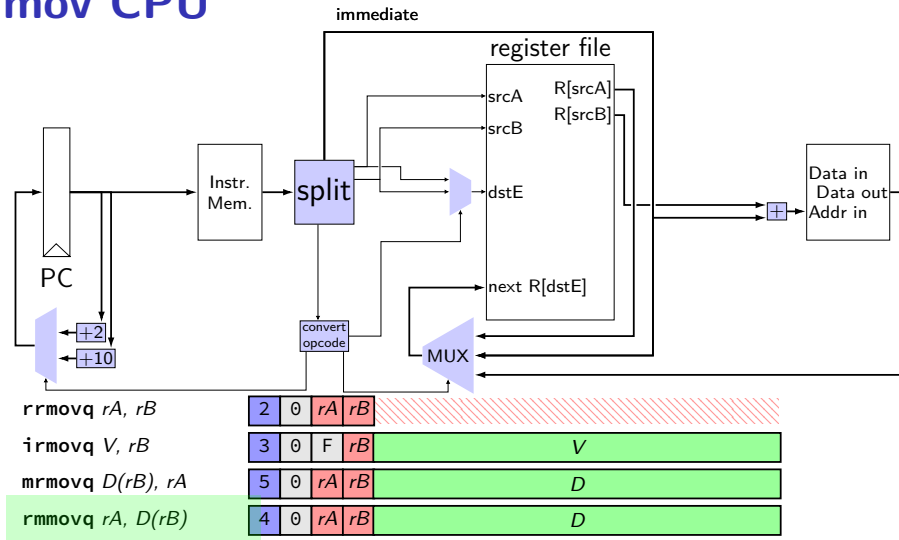 mov CPU
immediate
register file
srcA
R[srcA]
srcB
R[srcB]
dstE
next R[dstE]
Instr.
Mem.
split
Data in
Data out
Addr in
+
PC
convert
opcode
+2
+10
MUX
rrmovq rA, rB
2 0 rA rB
irmovq V, rB
3 0 F rB V
mrmovq D(rB), rA
5 0 rA rB D
rmmovq rA, D(rB)
4 0 rA rB D